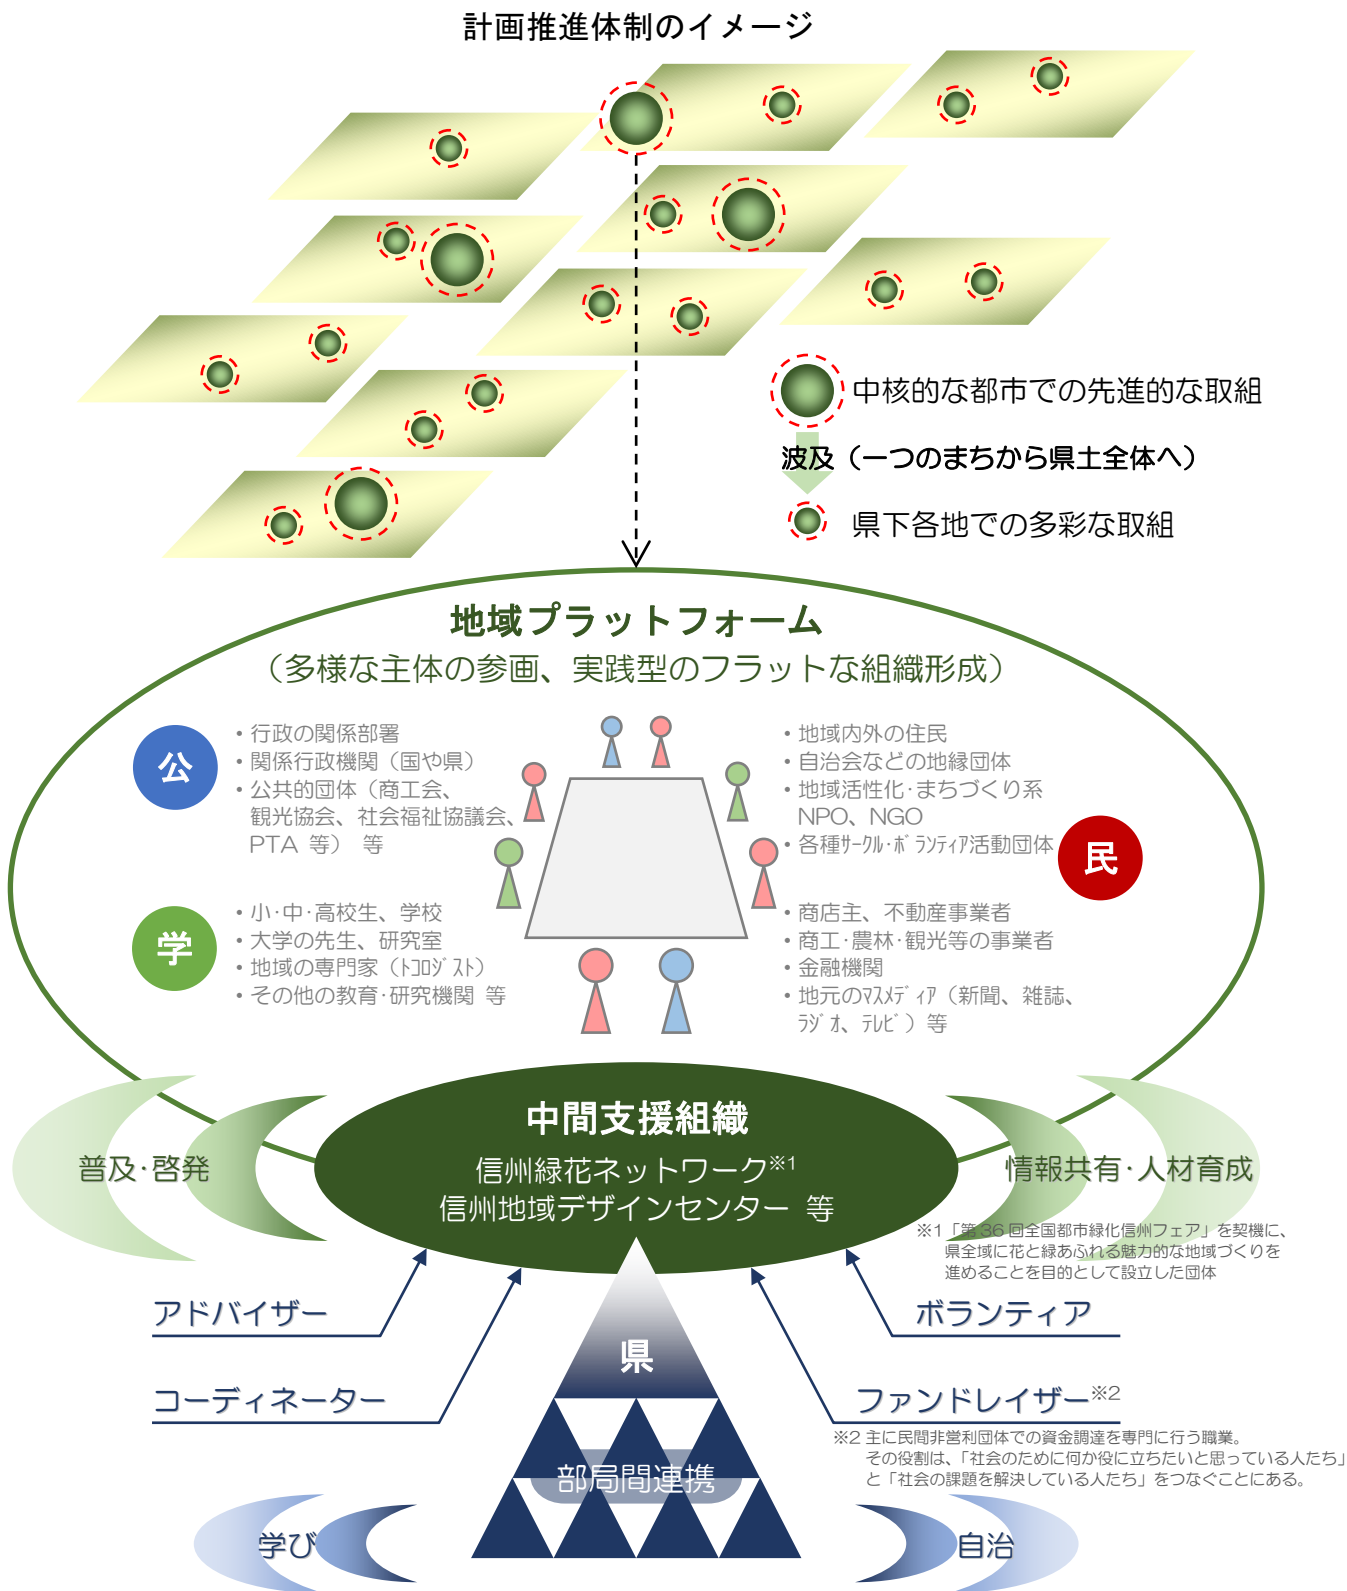 計画推進体制のイメージ
中核的な都市での先進的な取組
波及（一つのまちから県土全体へ）
県下各地での多彩な取組
地域プラットフォーム
（多様な主体の参画、実践型のフラットな組織形成）
公
・行政の関係部署
・関係行政機関（国や県）
・公共的団体（商工会、
観光協会、社会福祉協議会、
PTA 等） 等
学
・小・中・高校生、学校
・大学の先生、研究室
・地域の専門家（ﾄｺﾛｼﾞｽﾄ）
・その他の教育・研究機関 等
・地域内外の住民
・自治会などの地縁団体
・地域活性化・まちづくり系
NPO、NGO
・各種ｻｰｸﾙ・ﾎﾞﾗﾝﾃｨｱ活動団体
民
・商店主、不動産事業者
・商工・農林・観光等の事業者
・金融機関
・地元のﾏｽﾒﾃﾞｨｱ（新聞、雑誌、
ﾗｼﾞｵ、ﾃﾚﾋﾞ）等
中間支援組織
信州緑花ネットワーク※1
信州地域デザインセンター 等
普及・啓発
情報共有・人材育成
※1「第36回全国都市緑化信州フェア」を契機に、
県全域に花と緑あふれる魅力的な地域づくりを
進めることを目的として設立した団体
アドバイザー
ボランティア
県
コーディネーター
ファンドレイザー※2
※2 主に民間非営利団体での資金調達を専門に行う職業。
その役割は、「社会のために何か役に立ちたいと思っている人たち」
と「社会の課題を解決している人たち」をつなぐことにある。
部局間連携
学び
自治